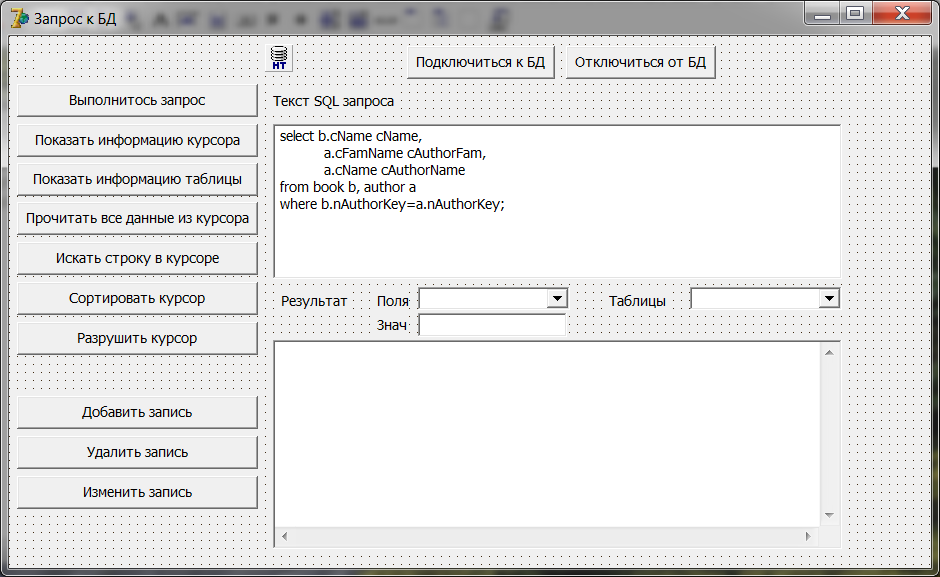 Запрос к БД
HT
Подключиться к БД
Отключиться от БД
Выполнитось запрос
Текст SQL запроса
Показать информацию курсора
Показать информацию таблицы
Прочитать все данные из курсора
Искать строку в курсоре
Сортировать курсор
Разрушить курсор
select b.cName cName,
a.cFamName cAuthorFam,
a.cName cAuthorName
from book b, author a
where b.nAuthorKey=a.nAuthorKey;
Результат
Поля
Таблицы
Знач
Добавить запись
Удалить запись
Изменить запись